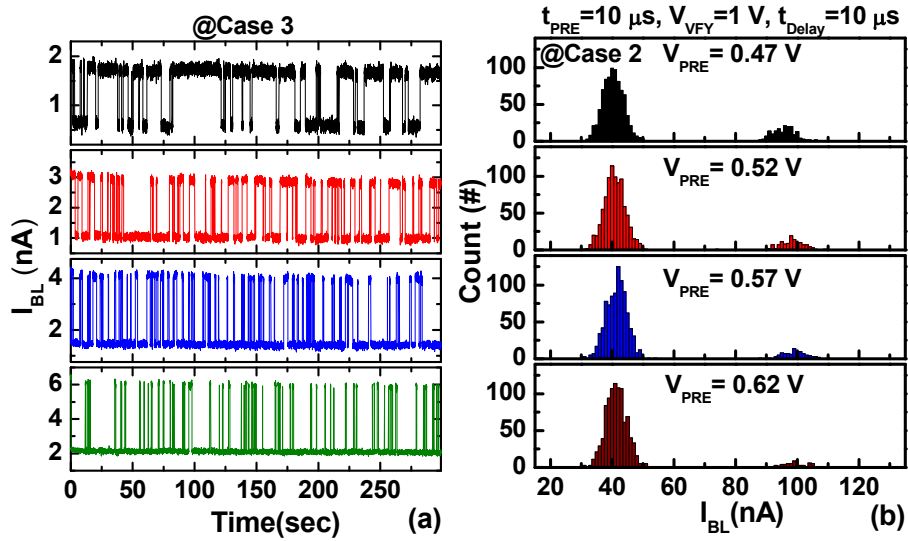 @Case 3
2
1
3
2
1
4
2
6
4
2
0 50 100 150 200 250
I_BL (nA)
Time(sec)
(a)
t_PRE=10 μs, V_VFY=1 V, t_Delay=10 μs
@Case 2 V_PRE= 0.47 V
100
50
0
V_PRE= 0.52 V
100
50
0
V_PRE= 0.57 V
100
50
0
V_PRE= 0.62 V
100
50
0
20 40 60 80 100 120
Count (#)
I_BL(nA)
(b)